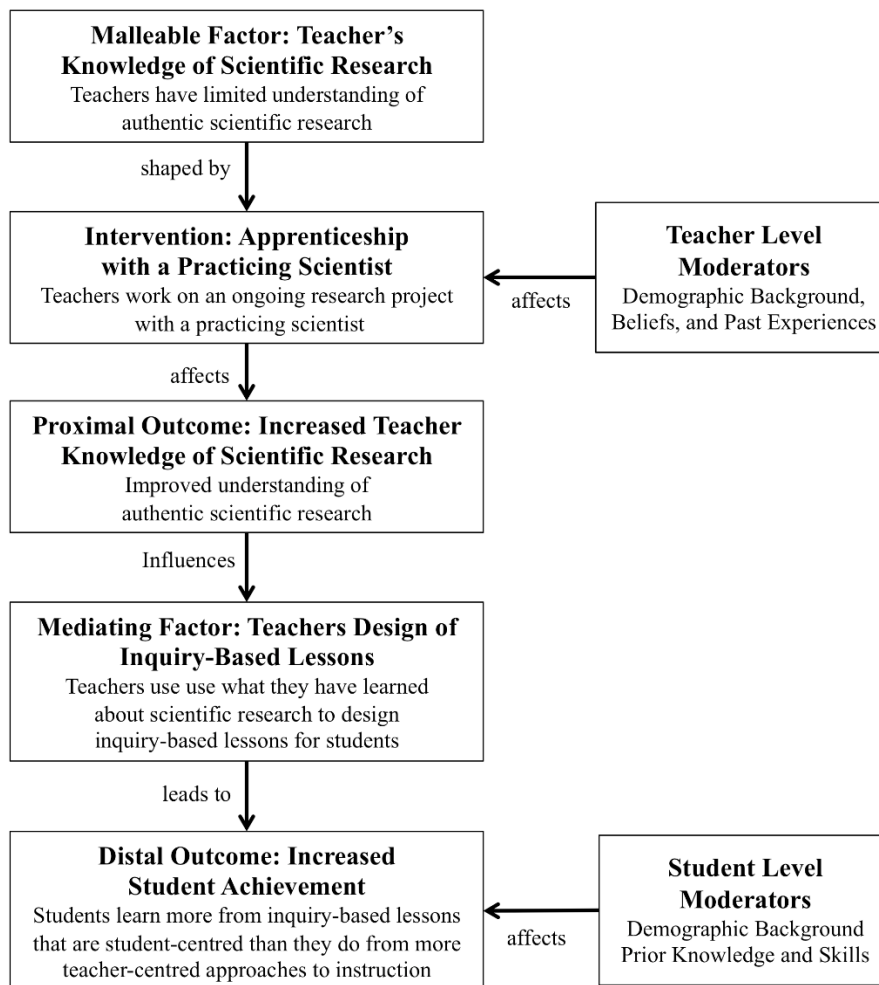 Malleable Factor: Teacher’s
Knowledge of Scientific Research
Teachers have limited understanding of
authentic scientific research
shaped by
Intervention: Apprenticeship
with a Practicing Scientist
Teachers work on an ongoing research project
with a practicing scientist
affects
Teacher Level
Moderators
Demographic Background,
Beliefs, and Past Experiences
affects
Proximal Outcome: Increased Teacher
Knowledge of Scientific Research
Improved understanding of
authentic scientific research
Influences
Mediating Factor: Teachers Design of
Inquiry-Based Lessons
Teachers use use what they have learned
about scientific research to design
inquiry-based lessons for students
leads to
Distal Outcome: Increased
Student Achievement
Students learn more from inquiry-based lessons
that are student-centred than they do from more
teacher-centred approaches to instruction
affects
Student Level
Moderators
Demographic Background
Prior Knowledge and Skills